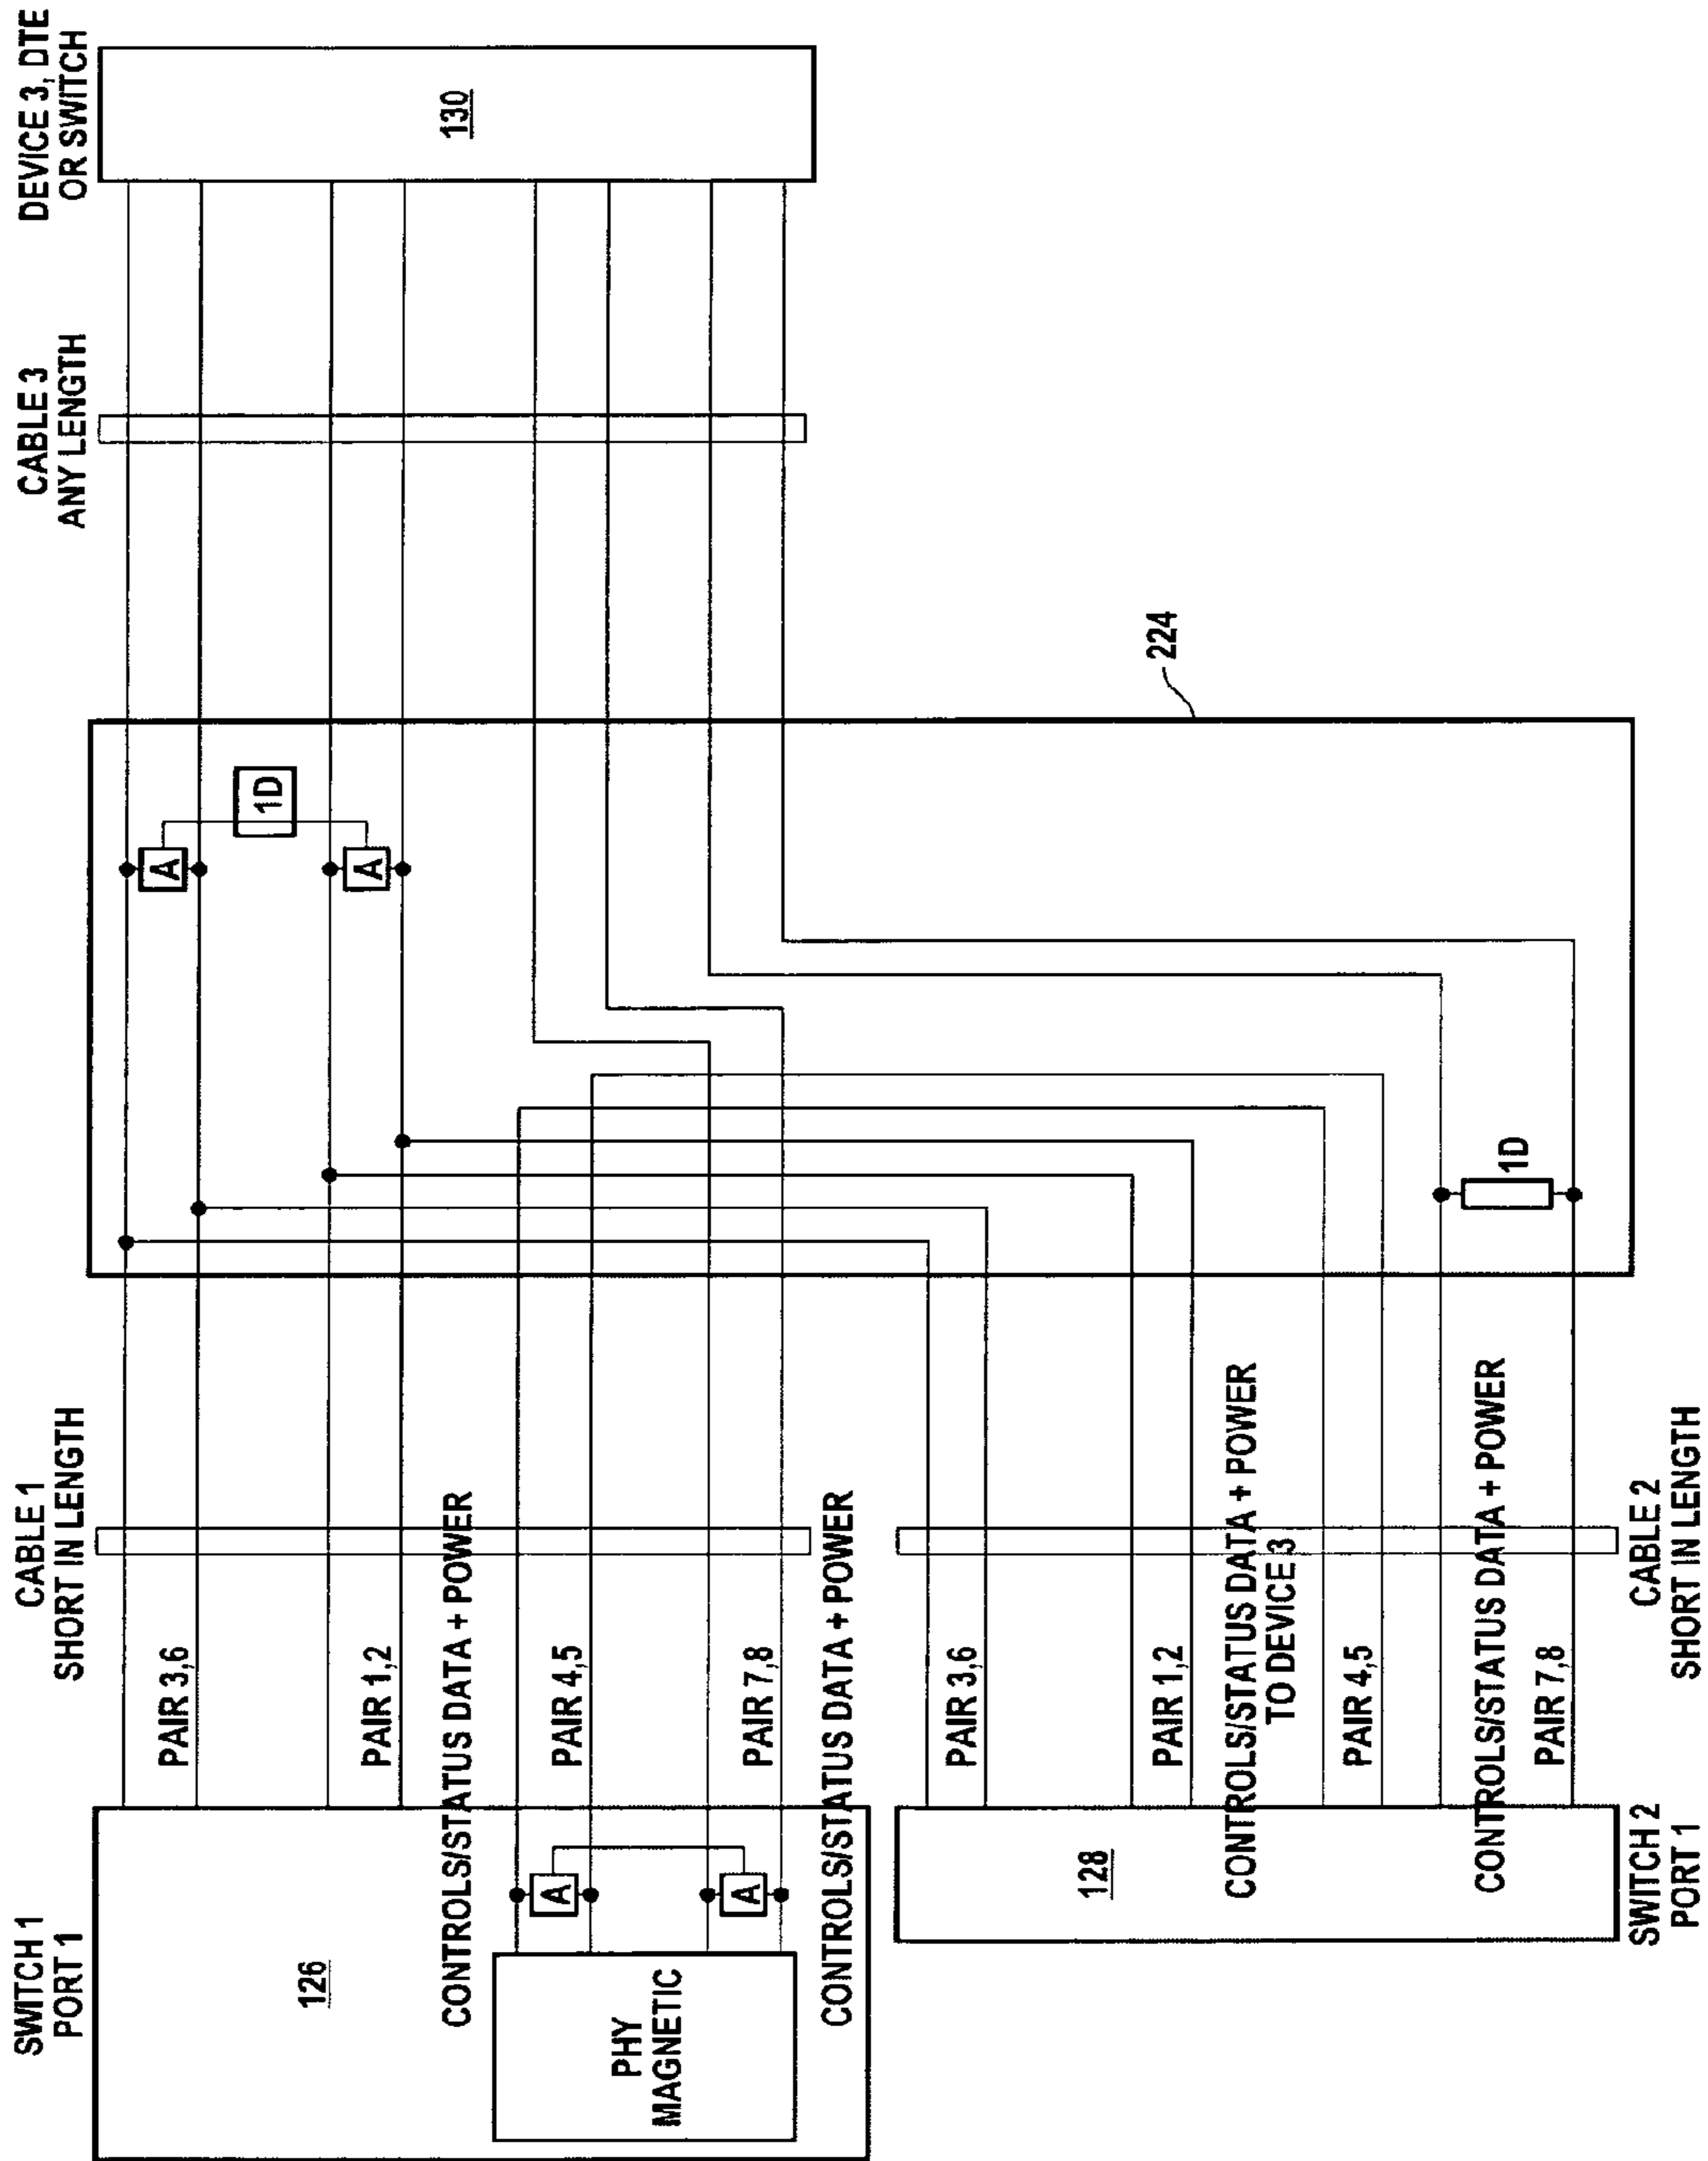 SWITCH 1
PORT 1
126
PHY
MAGNETIC
A
A
CABLE 1
SHORT IN LENGTH
PAIR 3,6
PAIR 1,2
CONTROLS/STATUS DATA + POWER
PAIR 4,5
PAIR 7,8
CONTROLS/STATUS DATA + POWER
128
SWITCH 2
PORT 1
PAIR 3,6
PAIR 1,2
CONTROLS/STATUS DATA + POWER
TO DEVICE 3
PAIR 4,5
CONTROLS/STATUS DATA + POWER
PAIR 7,8
CABLE 2
SHORT IN LENGTH
A
1D
A
1D
224
CABLE 3
ANY LENGTH
DEVICE 3, DTE
OR SWITCH
130